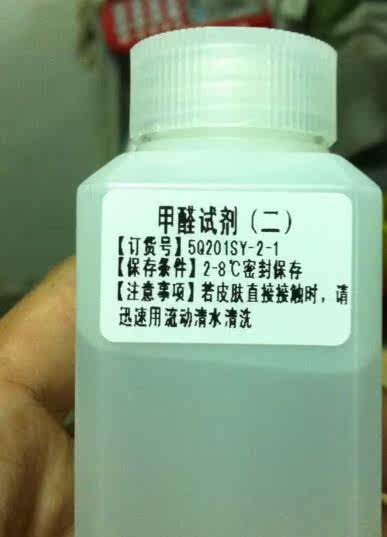 甲醛试剂（二）
【订货号】5Q201SY-2-1
【保存条件】2-8℃密封保存
【注意事项】若皮肤直接接触时，请
迅速用流动清水清洗